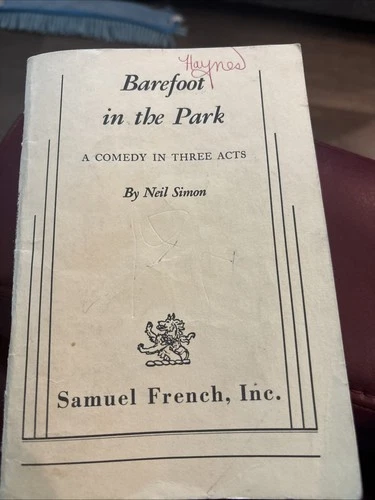 Haynes
Barefoot
in the Park
A COMEDY IN THREE ACTS
By Neil Simon
Samuel French, Inc.